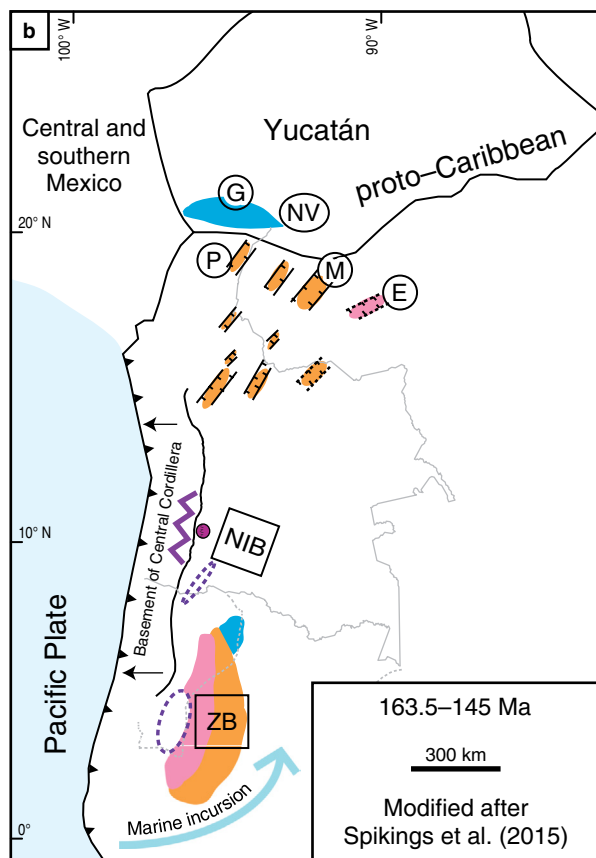 b
100° W
90° W
Central and
southern
Mexico
Yucatán
proto–Caribbean
G
NV
20° N
P
M
E
Basement of Central Cordillera
NIB
10° N
Pacific Plate
ZB
163.5–145 Ma
300 km
Modified after
Spikings et al. (2015)
Marine incursion
0°